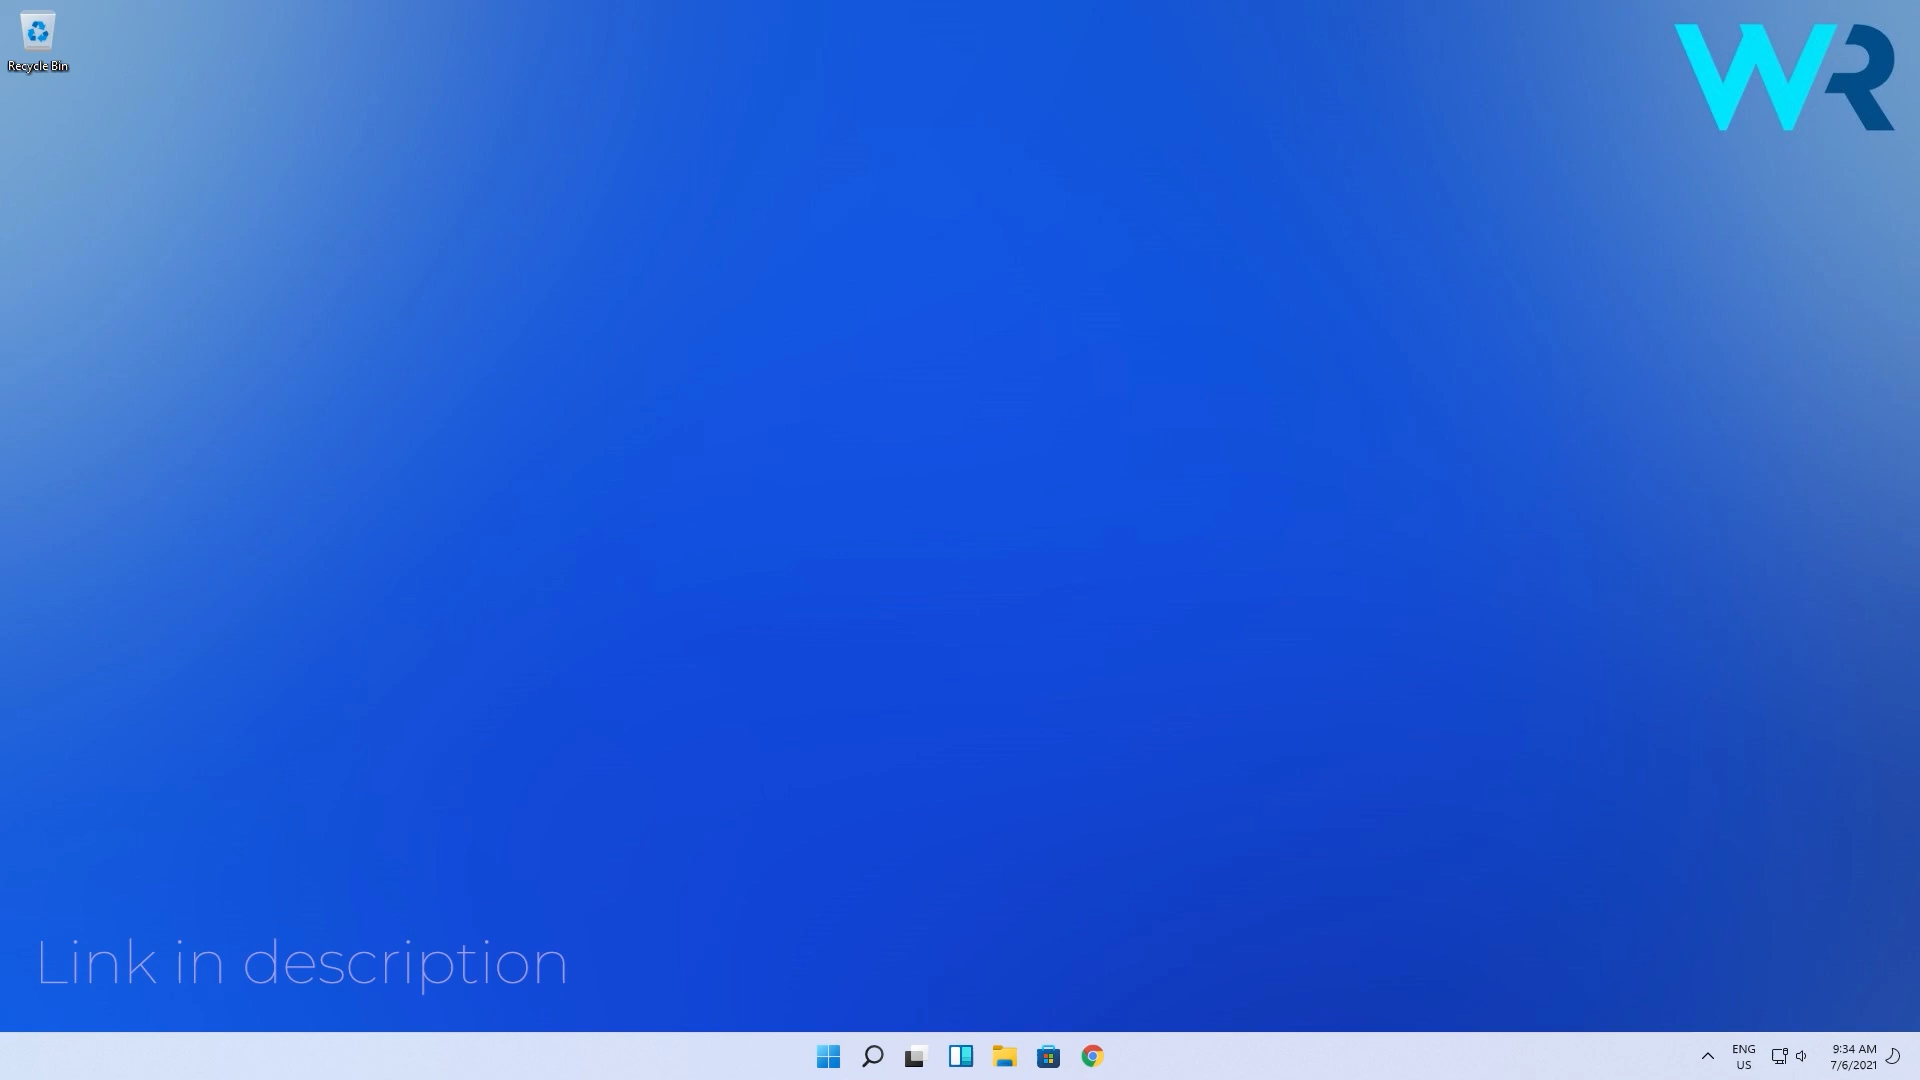 Recycle Bin
WR
Link in description
ENG
US
9:34 AM
7/6/2021